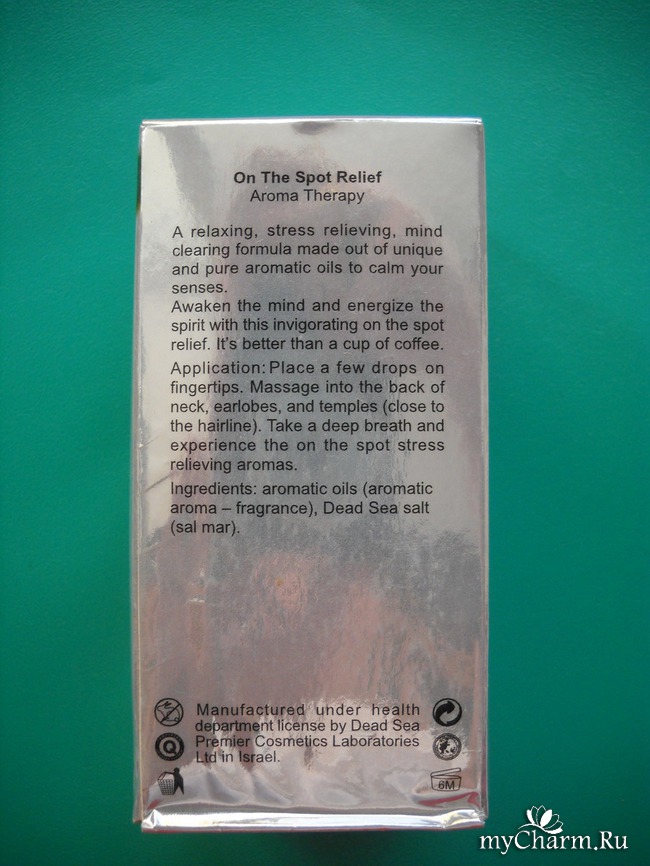 On The Spot Relief
Aroma Therapy
A relaxing, stress relieving, mind
clearing formula made out of unique
and pure aromatic oils to calm your
senses.
Awaken the mind and energize the
spirit with this invigorating on the spot
relief. It's better than a cup of coffee.
Application: Place a few drops on
fingertips. Massage into the back of
neck, earlobes, and temples (close to
the hairline). Take a deep breath and
experience the on the spot stress
relieving aromas.
Ingredients: aromatic oils (aromatic
aroma – fragrance), Dead Sea salt
(sal mar).
Manufactured under health
department license by Dead Sea
Premier Cosmetics Laboratories
Ltd in Israel.
Q
6M
myCharm.Ru